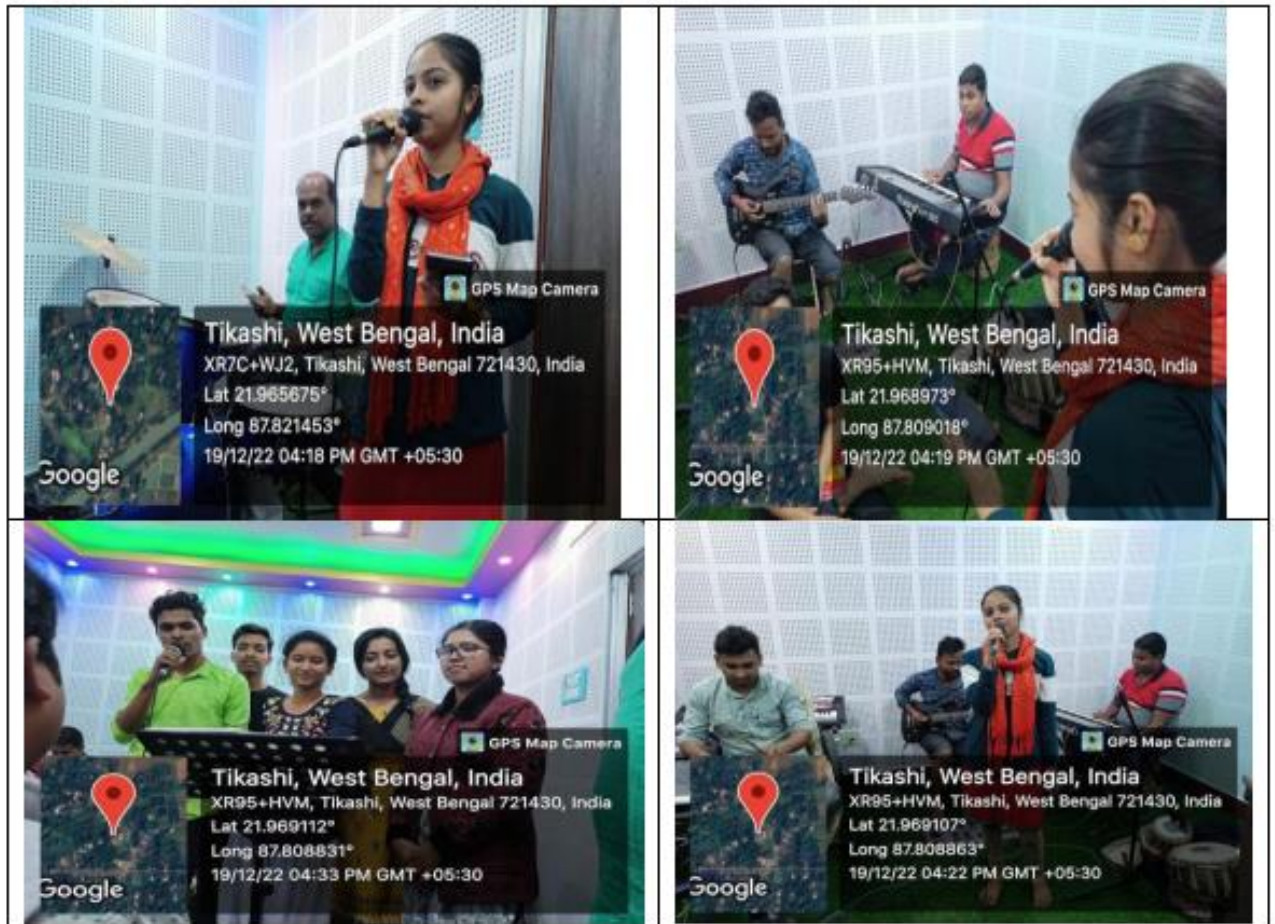 GPS Map Camera
Tikashi, West Bengal, India
XR7C+WJ2, Tikashi, West Bengal 721430, India
Lat 21.965675°
Long 87.821453°
19/12/22 04:18 PM GMT +05:30
Google
GPS Map Camera
Tikashi, West Bengal, India
XR95+HVM, Tikashi, West Bengal 721430, India
Lat 21.968973°
Long 87.809018°
19/12/22 04:19 PM GMT +05:30
Google
GPS Map Camera
Tikashi, West Bengal, India
XR95+HVM, Tikashi, West Bengal 721430, India
Lat 21.969112°
Long 87.808831°
19/12/22 04:33 PM GMT +05:30
Google
GPS Map Camera
Tikashi, West Bengal, India
XR95+HVM, Tikashi, West Bengal 721430, India
Lat 21.969107°
Long 87.808863°
19/12/22 04:22 PM GMT +05:30
Google